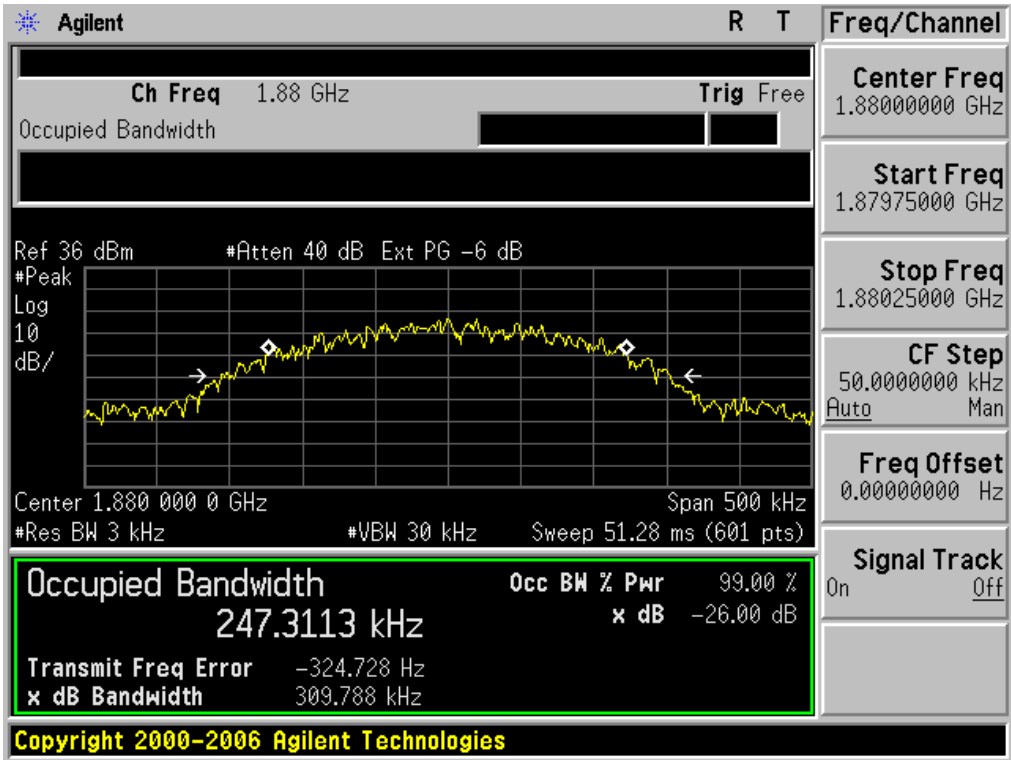 Agilent R T
Ch Freq 1.88 GHz Trig Free
Occupied Bandwidth
Ref 36 dBm #Atten 40 dB Ext PG -6 dB
#Peak
Log
10
dB/
Center 1.880 000 0 GHz Span 500 kHz
#Res BW 3 kHz #VBW 30 kHz Sweep 51.28 ms (601 pts)
Occupied Bandwidth Occ BW % Pwr 99.00 %
247.3113 kHz x dB -26.00 dB
Transmit Freq Error -324.728 Hz
x dB Bandwidth 309.788 kHz
Copyright 2000-2006 Agilent Technologies
Freq/Channel
Center Freq
1.88000000 GHz
Start Freq
1.87975000 GHz
Stop Freq
1.88025000 GHz
CF Step
50.0000000 kHz
Auto Man
Freq Offset
0.00000000 Hz
Signal Track
On Off